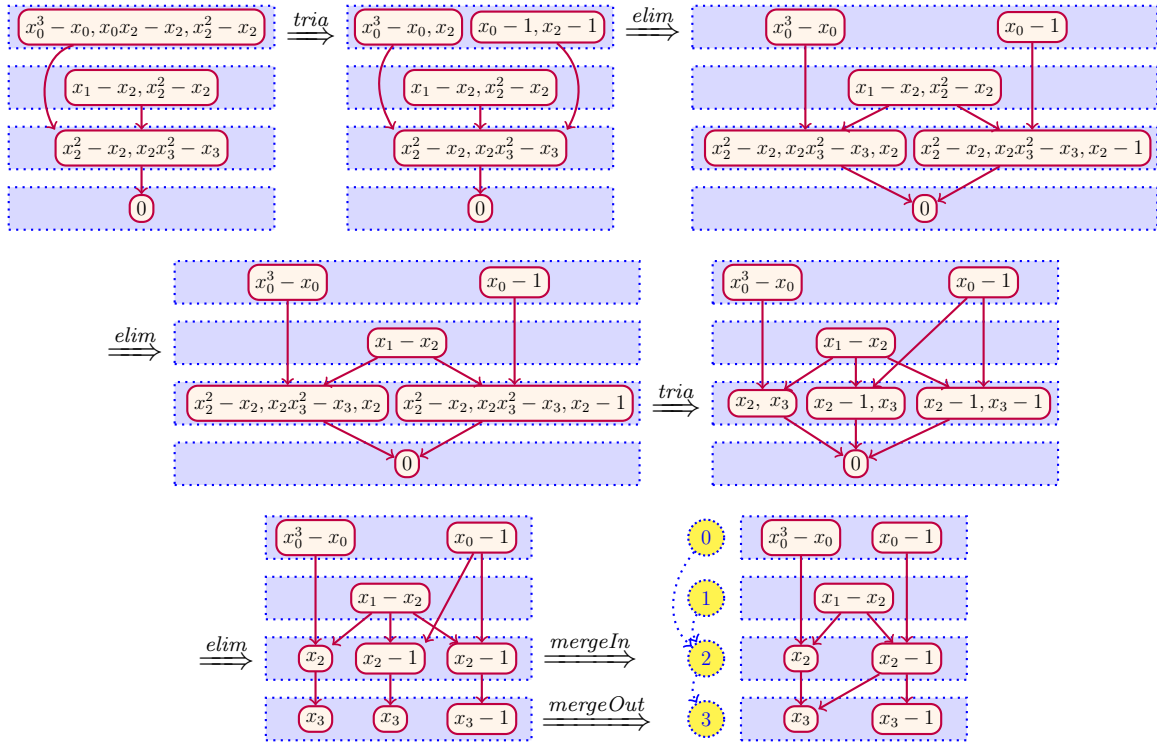 x_0^3 − x_0, x_0x_2 − x_2, x_2^2 − x_2
x_1 − x_2, x_2^2 − x_2
x_2^2 − x_2, x_2x_3^2 − x_3
0
tria
⟹
x_0^3 − x_0, x_2 x_0 − 1, x_2 − 1
x_1 − x_2, x_2^2 − x_2
x_2^2 − x_2, x_2x_3^2 − x_3
0
elim
⟹
x_0^3 − x_0 x_0 − 1
x_1 − x_2, x_2^2 − x_2
x_2^2 − x_2, x_2x_3^2 − x_3, x_2 x_2^2 − x_2, x_2x_3^2 − x_3, x_2 − 1
0
elim
⟹
x_0^3 − x_0 x_0 − 1
x_1 − x_2
x_2^2 − x_2, x_2x_3^2 − x_3, x_2 x_2^2 − x_2, x_2x_3^2 − x_3, x_2 − 1
0
tria
⟹
x_0^3 − x_0 x_0 − 1
x_1 − x_2
x_2, x_3 x_2 − 1, x_3 x_2 − 1, x_3 − 1
0
elim
⟹
x_0^3 − x_0 x_0 − 1
x_1 − x_2
x_2 x_2 − 1 x_2 − 1
x_3 x_3 x_3 − 1
mergeIn
⟹
mergeOut
⟹
0
1
2
3
x_0^3 − x_0 x_0 − 1
x_1 − x_2
x_2 x_2 − 1
x_3 x_3 − 1